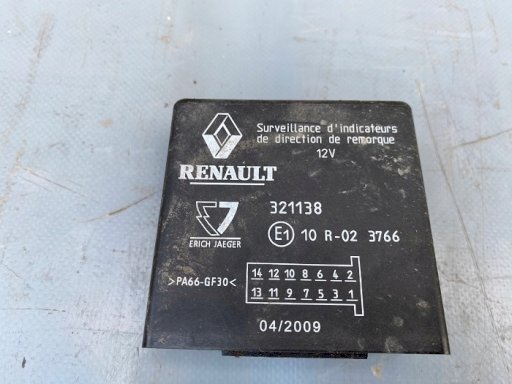 Surveillance d'indicateurs
de direction de remorque
12V
RENAULT
321138
ERICH JAEGER
E1 10 R-02 3766
>PA66-GF30<
14 12 10 8 6 4 2
13 11 9 7 5 3 1
04/2009